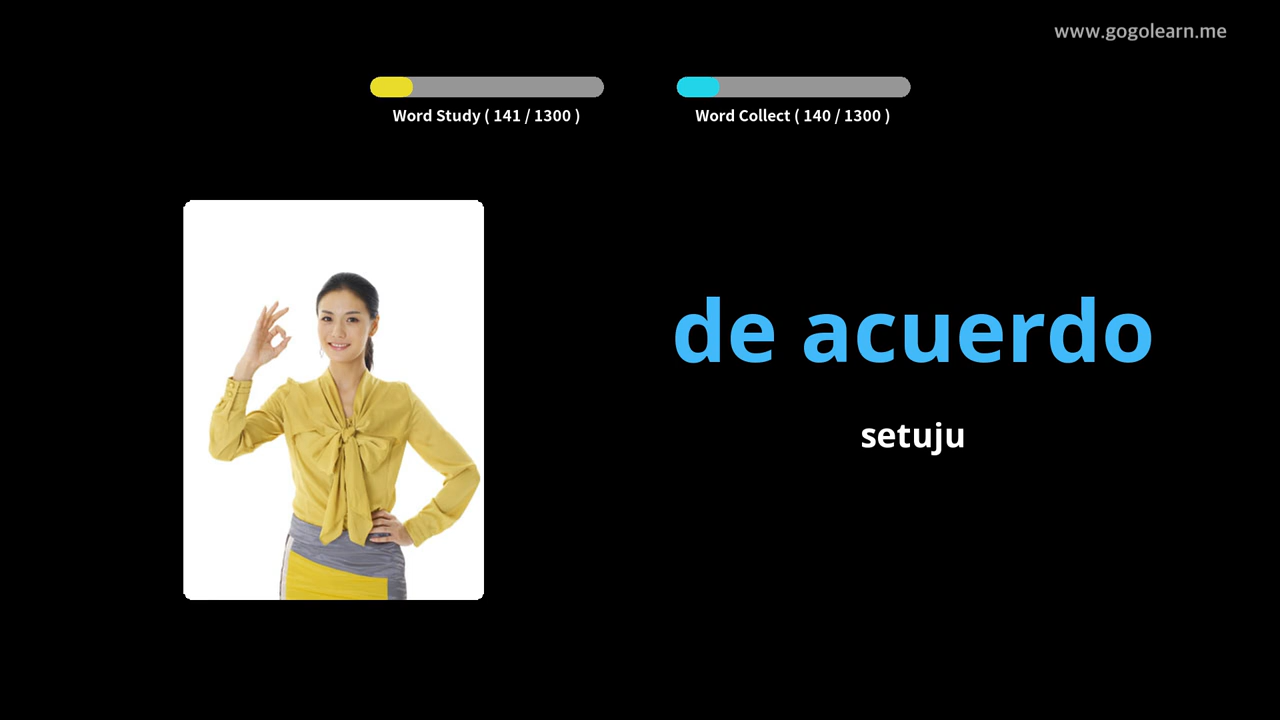 www.gogolearn.me
Word Study ( 141 / 1300 )
Word Collect ( 140 / 1300 )
de acuerdo
setuju